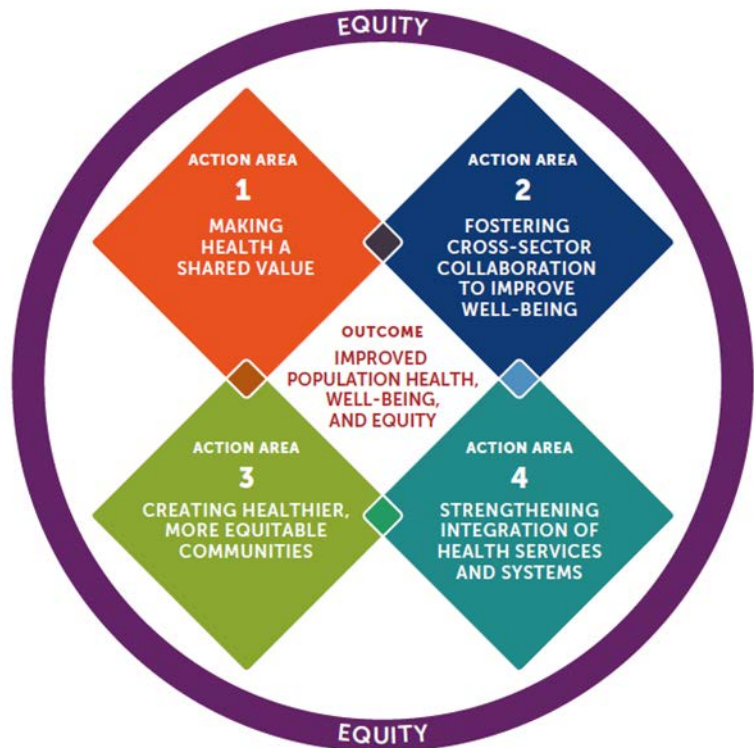 EQUITY
ACTION AREA
1
MAKING
HEALTH A
SHARED VALUE
ACTION AREA
2
FOSTERING
CROSS-SECTOR
COLLABORATION
TO IMPROVE
WELL-BEING
OUTCOME
IMPROVED
POPULATION HEALTH,
WELL-BEING,
AND EQUITY
ACTION AREA
3
CREATING HEALTHIER,
MORE EQUITABLE
COMMUNITIES
ACTION AREA
4
STRENGTHENING
INTEGRATION OF
HEALTH SERVICES
AND SYSTEMS
EQUITY